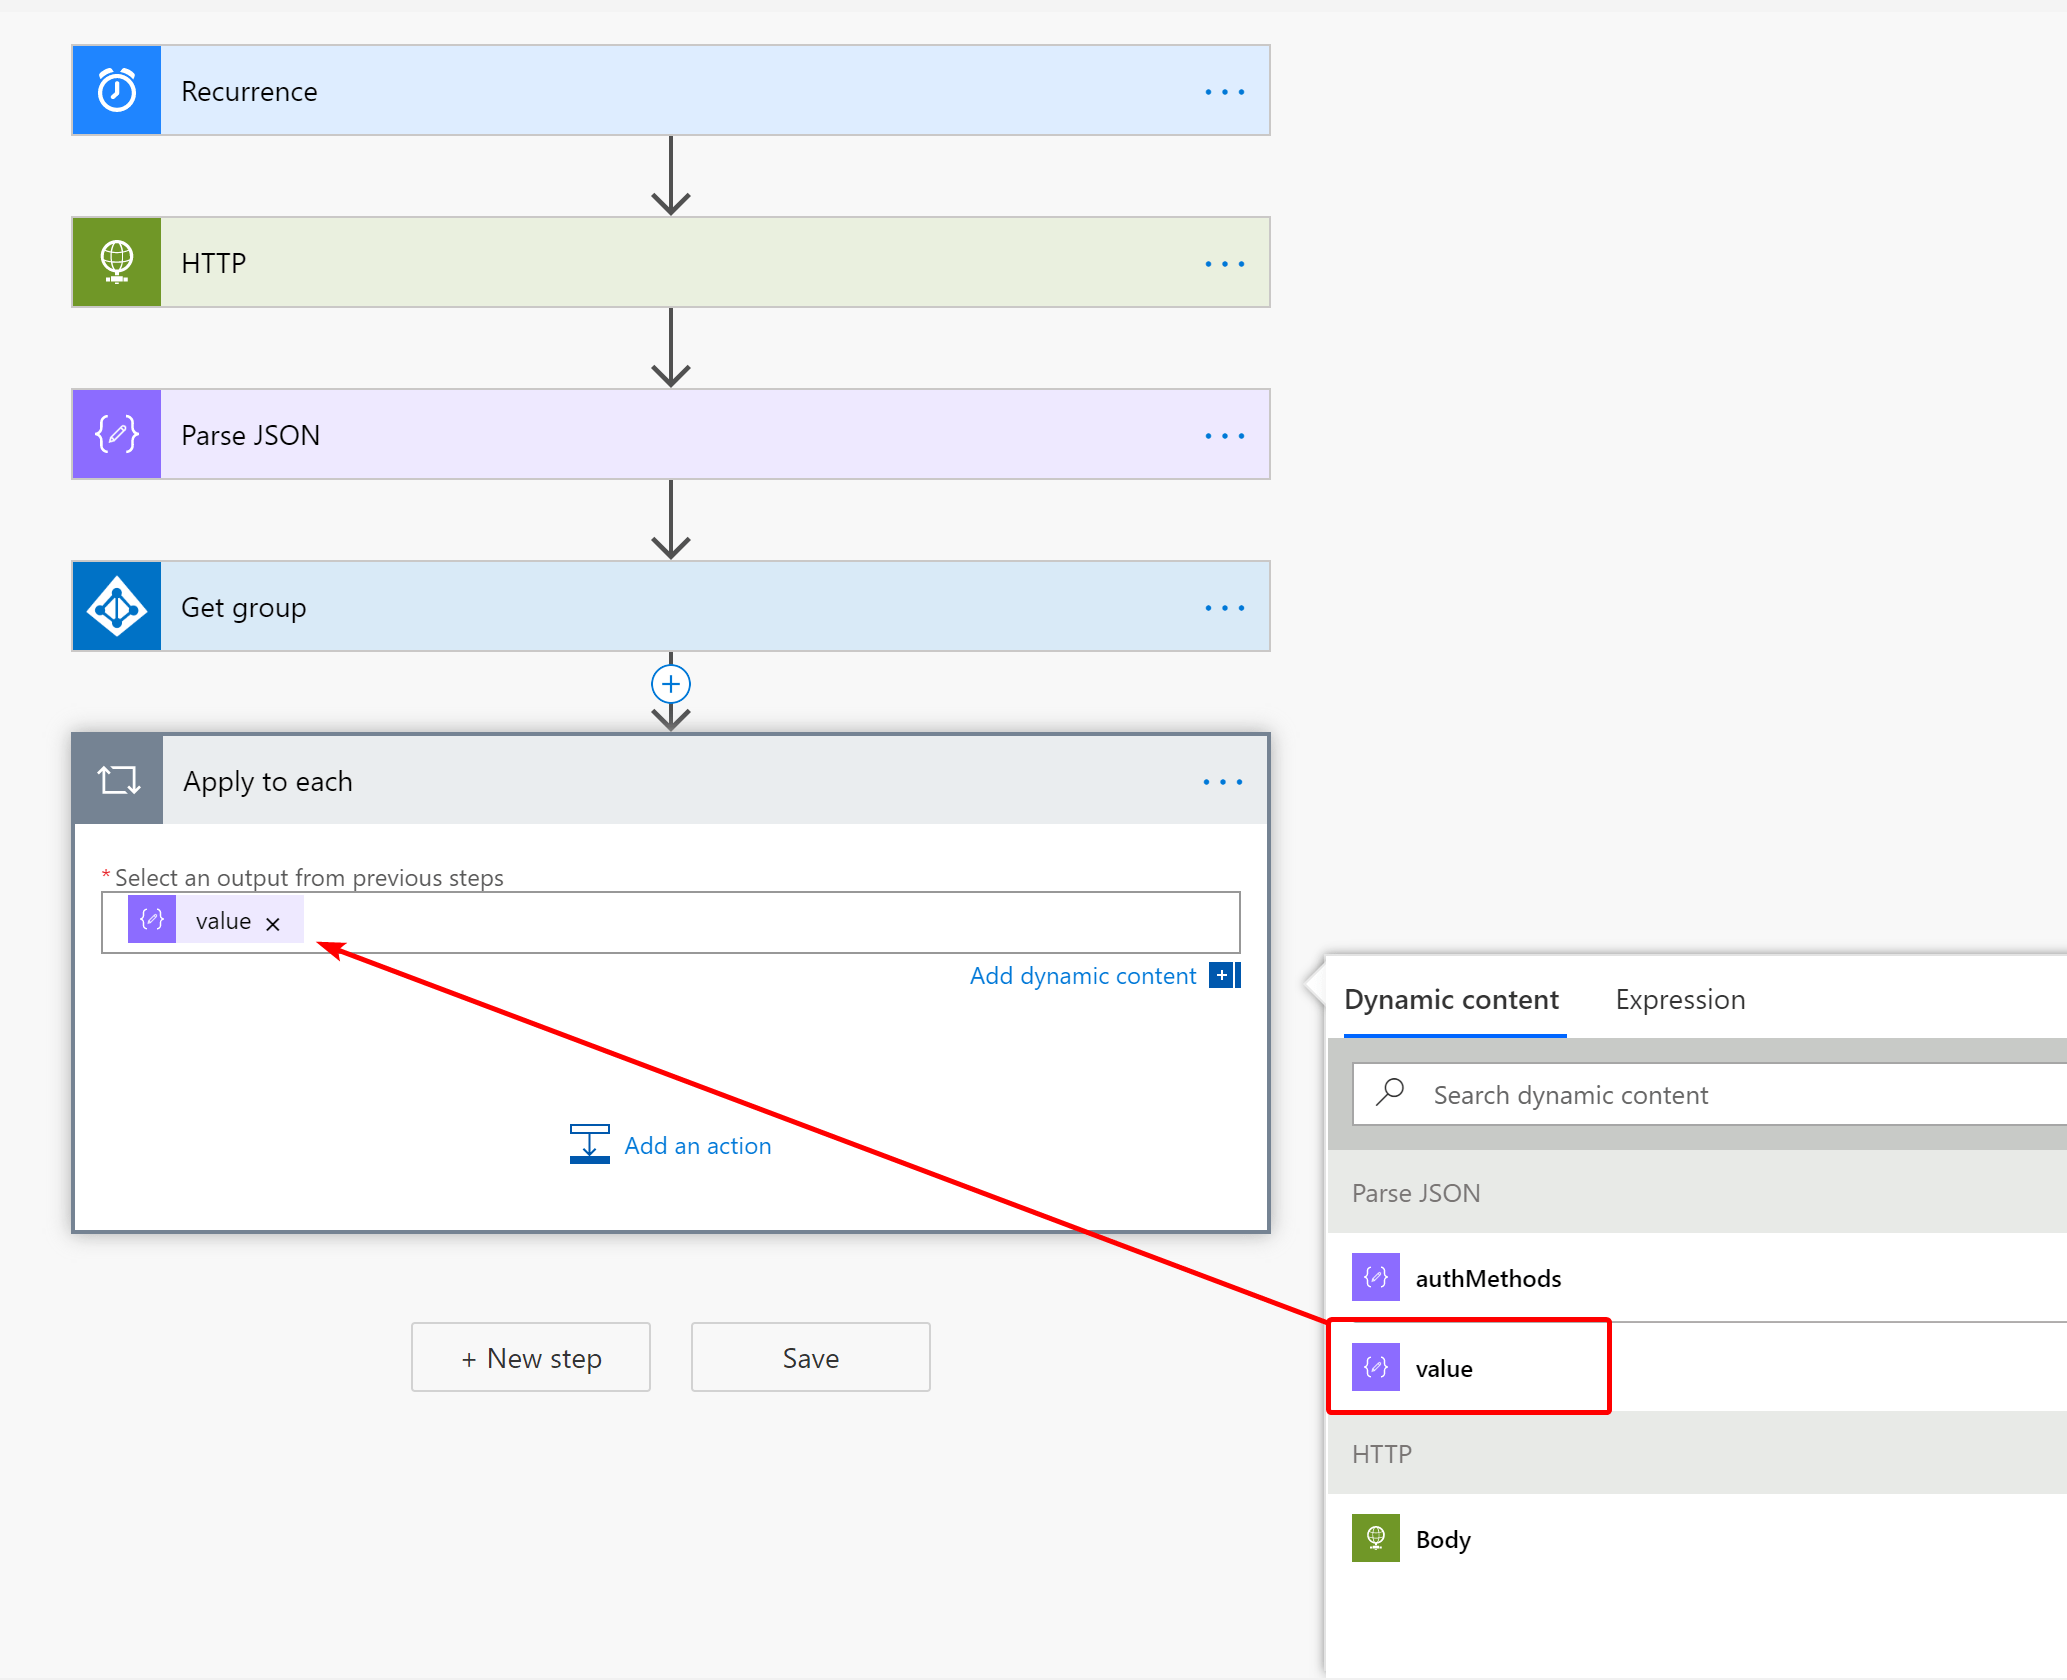 Recurrence
HTTP
Parse JSON
Get group
Apply to each
* Select an output from previous steps
value ×
Add dynamic content
Add an action
+ New step
Save
Dynamic content
Expression
Search dynamic content
Parse JSON
authMethods
value
HTTP
Body